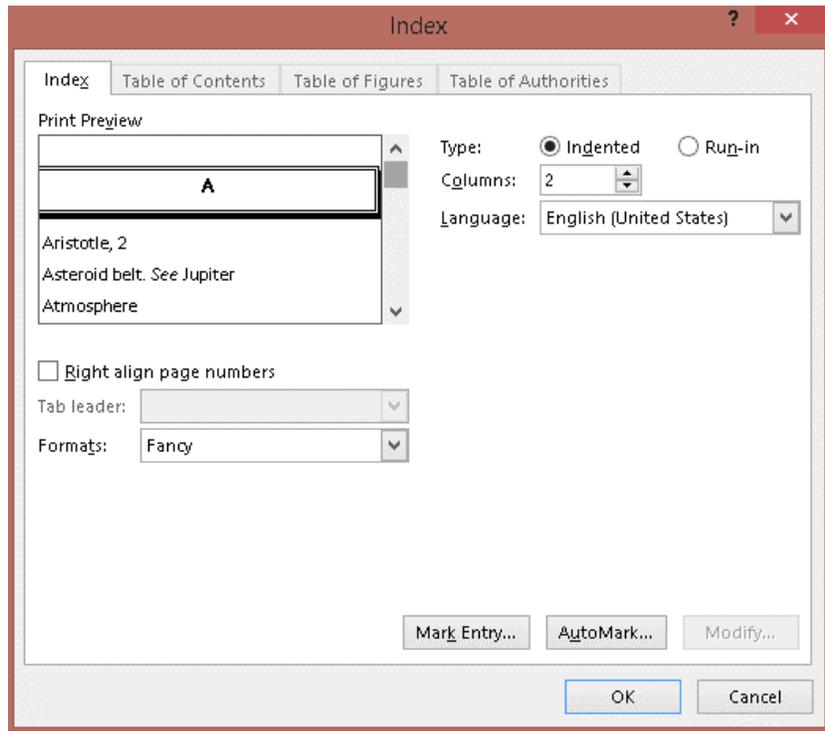 Index
?
Index Table of Contents Table of Figures Table of Authorities
Print Preview
A
Aristotle, 2
Asteroid belt. See Jupiter
Atmosphere
Type: Indented Run-in
Columns: 2
Language: English (United States)
Right align page numbers
Tab leader:
Formats: Fancy
Mark Entry... AutoMark... Modify...
OK Cancel